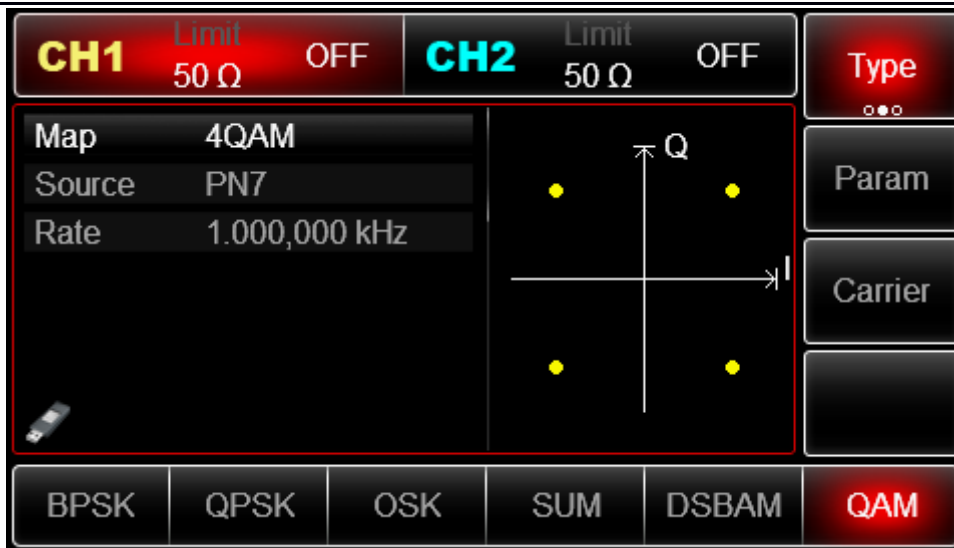 CH1 Limit 50 Ω OFF
CH2 Limit 50 Ω OFF
Type
Map 4QAM
Source PN7
Rate 1.000,000 kHz
Q
I
Param
Carrier
BPSK QPSK OSK SUM DSBAM QAM